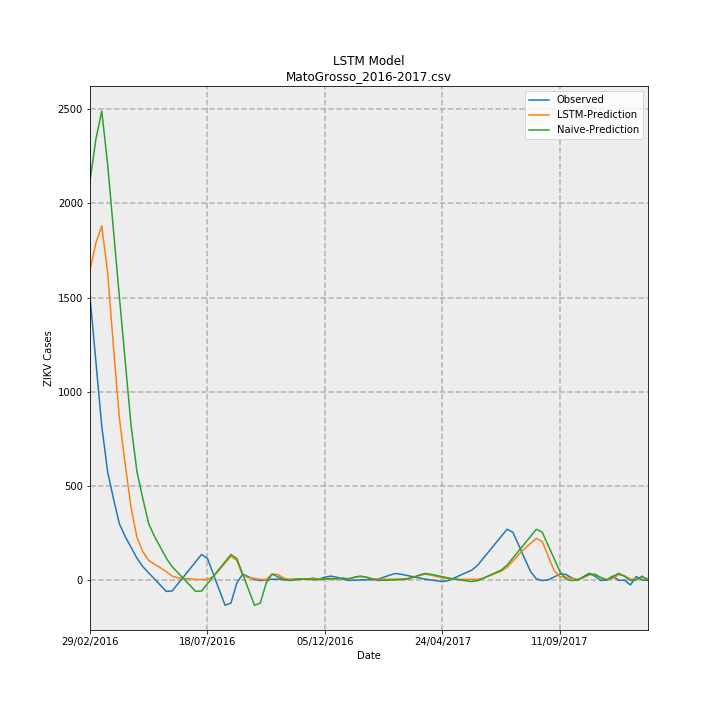 LSTM Model
MatoGrosso_2016-2017.csv
Observed
LSTM-Prediction
Naive-Prediction
2500
2000
1500
1000
500
0
ZIKV Cases
29/02/2016
18/07/2016
05/12/2016
24/04/2017
11/09/2017
Date